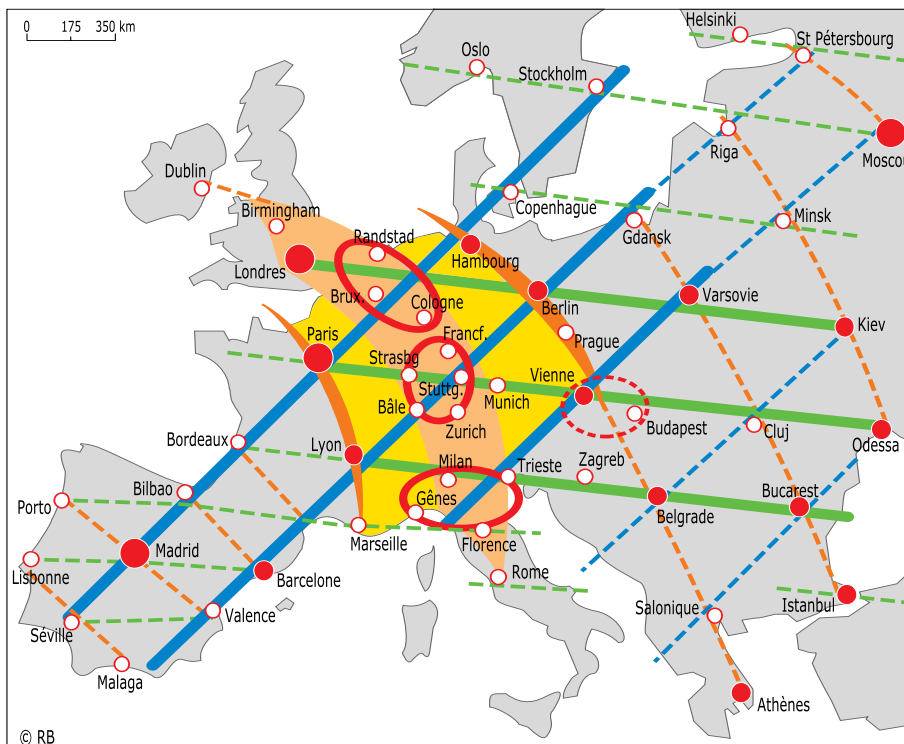 0 175 350 km
Helsinki
St Pétersbourg
Oslo
Stockholm
Moscou
Riga
Dublin
Copenhague
Birmingham
Minsk
Gdansk
Randstad
Hambourg
Londres
Brux.
Cologne
Berlin
Varsovie
Kiev
Paris
Francf.
Prague
Strasbg
Stuttg.
Munich
Vienne
Bâle
Zurich
Budapest
Cluj
Odessa
Bordeaux
Lyon
Milan
Trieste
Zagreb
Bilbao
Porto
Gênes
Bucarest
Belgrade
Marseille
Florence
Madrid
Lisbonne
Barcelone
Rome
Istanbul
Salonique
Séville
Valence
Malaga
Athènes
© RB